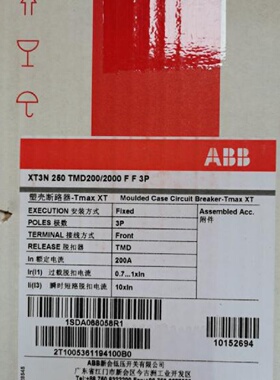 ABB
XT3N 250 TMD200/2000 F F 3P
塑壳断路器-Tmax XT Moulded Case Circuit Breaker-Tmax XT
EXECUTION 安装方式 Fixed Assembled Acc.
附件
POLES 极数 3P
TERMINAL 接线方式 Front
RELEASE 脱扣器 TMD
In 额定电流 200A
Ir(I1) 过载脱扣电流 0.7...1xIn
Ii(I3) 瞬时短路脱扣电流 10xIn
1SDA068058R1
10152694
2T1005361194100B0
ABB新会低压开关有限公司